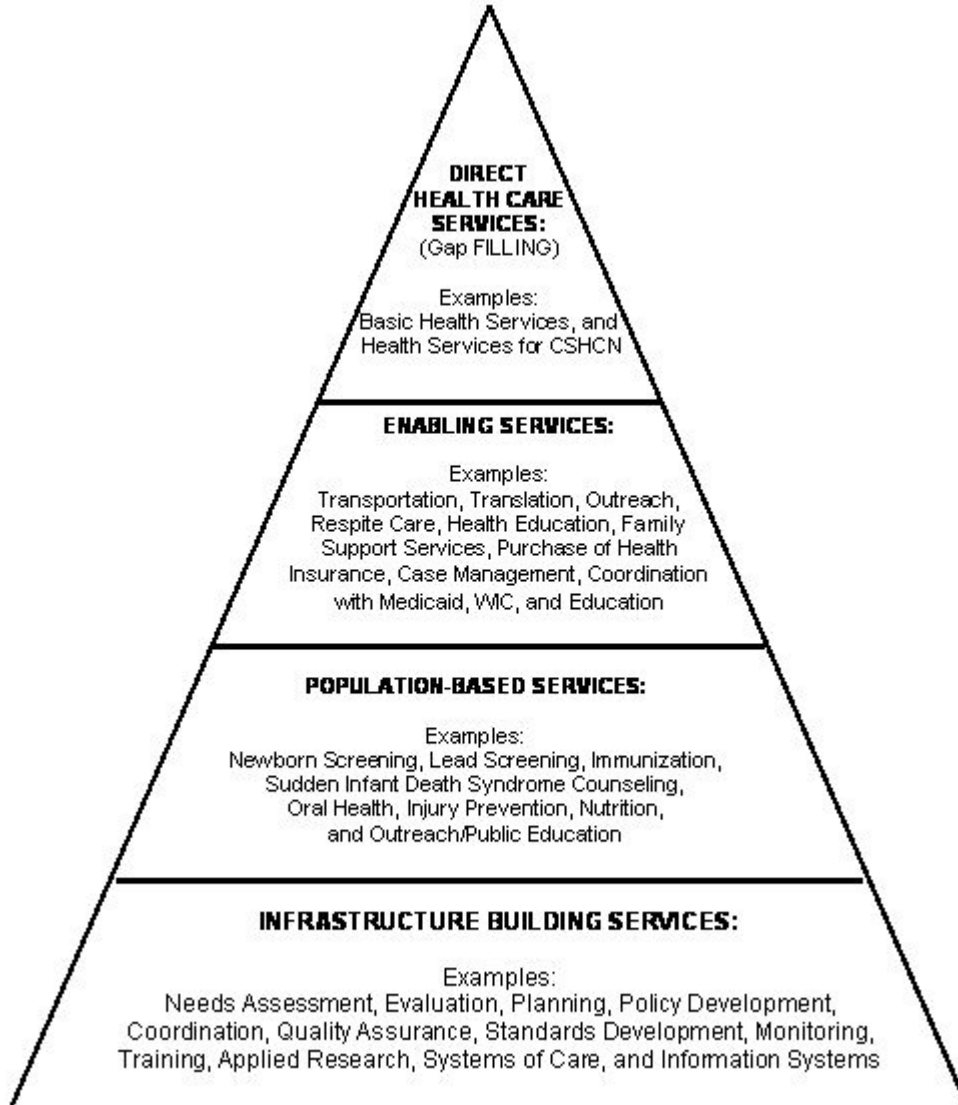 DIRECT
HEALTH CARE
SERVICES:
(Gap FILLING)
Examples:
Basic Health Services, and
Health Services for CSHCN
ENABLING SERVICES:
Examples:
Transportation, Translation, Outreach,
Respite Care, Health Education, Family
Support Services, Purchase of Health
Insurance, Case Management, Coordination
with Medicaid, WIC, and Education
POPULATION-BASED SERVICES:
Examples:
Newborn Screening, Lead Screening, Immunization,
Sudden Infant Death Syndrome Counseling,
Oral Health, Injury Prevention, Nutrition,
and Outreach/Public Education
INFRASTRUCTURE BUILDING SERVICES:
Examples:
Needs Assessment, Evaluation, Planning, Policy Development,
Coordination, Quality Assurance, Standards Development, Monitoring,
Training, Applied Research, Systems of Care, and Information Systems